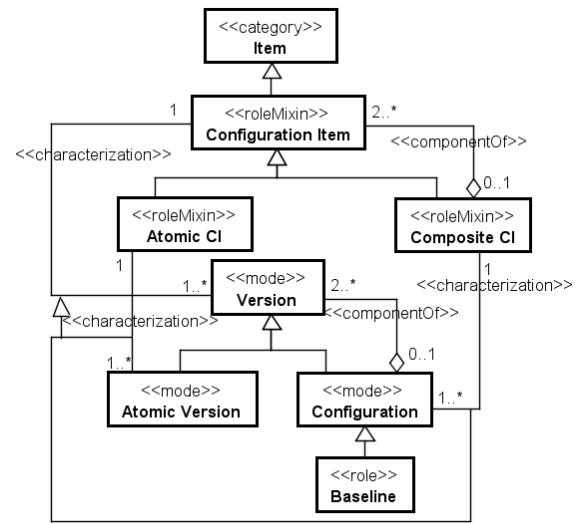 <<category>>
Item
1
<<roleMixin>>
Configuration Item
2..*
<<characterization>>
<<componentOf>>
0..1
<<roleMixin>>
Atomic CI
<<roleMixin>>
Composite CI
1
1
<<characterization>>
1..*
<<mode>>
Version
2..*
<<characterization>>
<<componentOf>>
0..1
1..*
<<mode>>
Atomic Version
<<mode>>
Configuration
1..*
<<role>>
Baseline